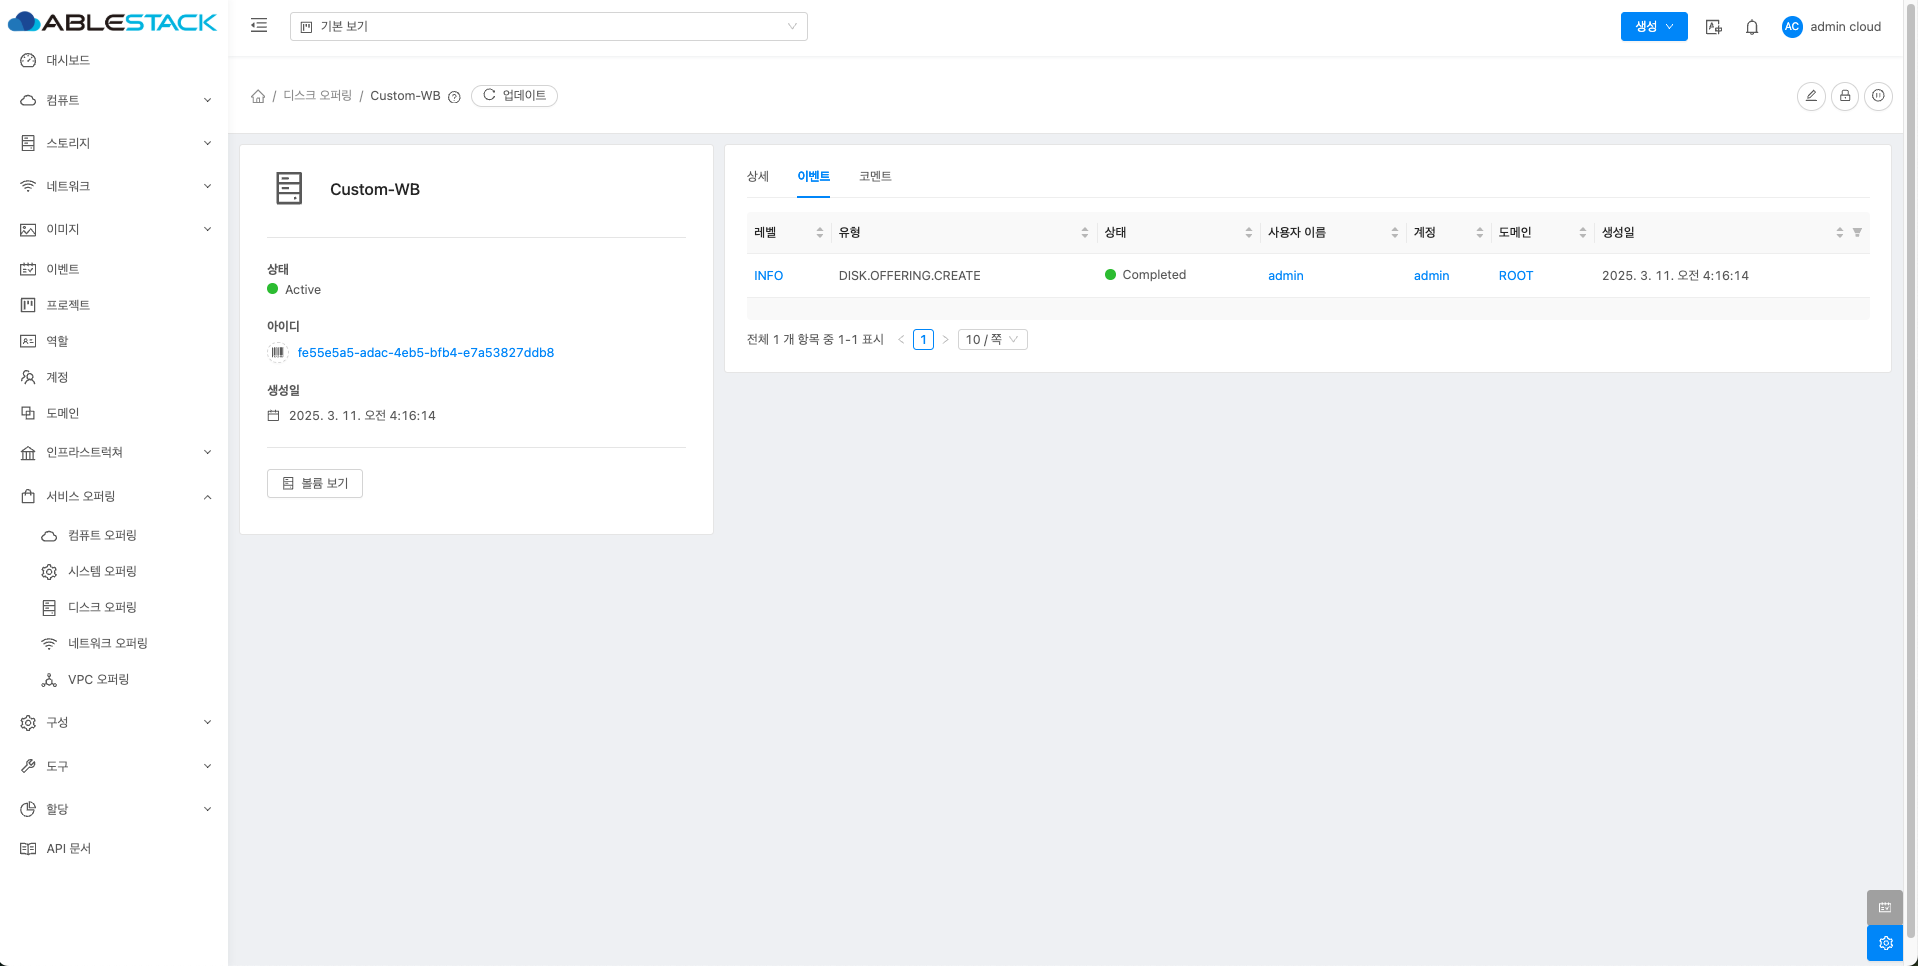 ABLESTACK
기본 보기
생성
AC
admin cloud
대시보드
컴퓨트
스토리지
네트워크
이미지
이벤트
프로젝트
역할
계정
도메인
인프라스트럭쳐
서비스 오퍼링
컴퓨트 오퍼링
시스템 오퍼링
디스크 오퍼링
네트워크 오퍼링
VPC 오퍼링
구성
도구
할당
API 문서
/ 디스크 오퍼링 / Custom-WB
업데이트
Custom-WB
상태
Active
아이디
fe55e5a5-adac-4eb5-bfb4-e7a53827ddb8
생성일
2025. 3. 11. 오전 4:16:14
볼륨 보기
상세 이벤트 코멘트
레벨 유형 상태 사용자 이름 계정 도메인 생성일
INFO DISK.OFFERING.CREATE Completed admin admin ROOT 2025. 3. 11. 오전 4:16:14
전체 1 개 항목 중 1-1 표시 < 1 > 10 / 쪽